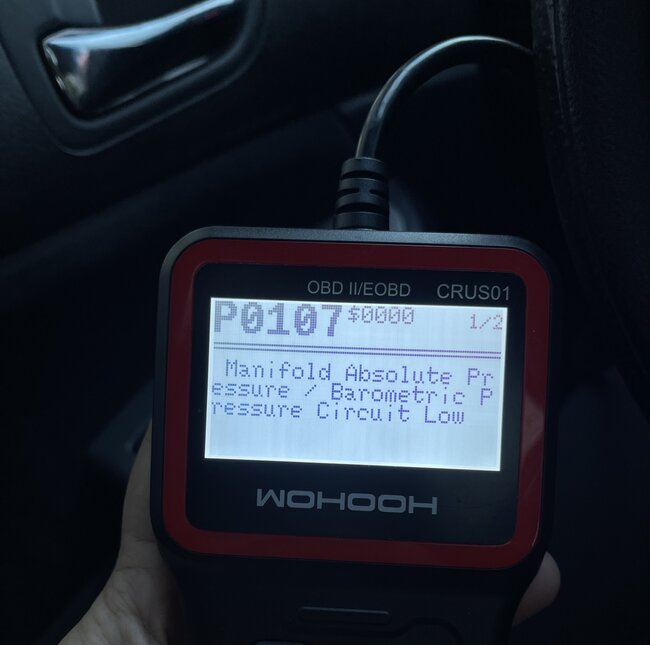 OBD II/EOBD CRUS01
P0107 $0000 1/2
Manifold Absolute Pr
essure / Barometric P
ressure Circuit Low
WOHOOH